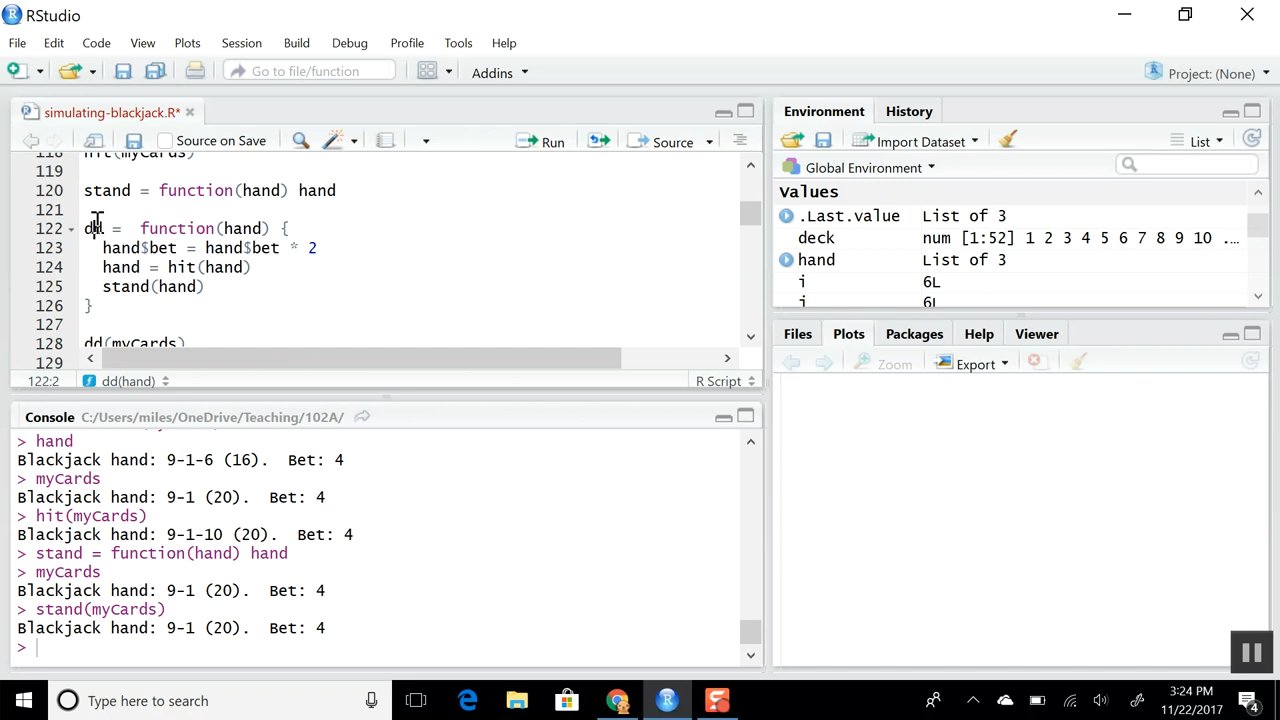 RStudio
File Edit Code View Plots Session Build Debug Profile Tools Help
Go to file/function Addins Project: (None)
simulating-blackjack.R*
Source on Save Run Source
118 hit(myCards)
119
120 stand = function(hand) hand
121
122 dd = function(hand) {
123 hand$bet = hand$bet * 2
124 hand = hit(hand)
125 stand(hand)
126 }
127
128 dd(myCards)
129
122:2 dd(hand) R Script
Console C:/Users/miles/OneDrive/Teaching/102A/
> hand
Blackjack hand: 9-1-6 (16). Bet: 4
> myCards
Blackjack hand: 9-1 (20). Bet: 4
> hit(myCards)
Blackjack hand: 9-1-10 (20). Bet: 4
> stand = function(hand) hand
> myCards
Blackjack hand: 9-1 (20). Bet: 4
> stand(myCards)
Blackjack hand: 9-1 (20). Bet: 4
>
Environment History
Import Dataset List
Global Environment
Values
.Last.value List of 3
deck num [1:52] 1 2 3 4 5 6 7 8 9 10 ...
hand List of 3
i 6L
j 6L
Files Plots Packages Help Viewer
Zoom Export
Type here to search
3:24 PM
11/22/2017
4